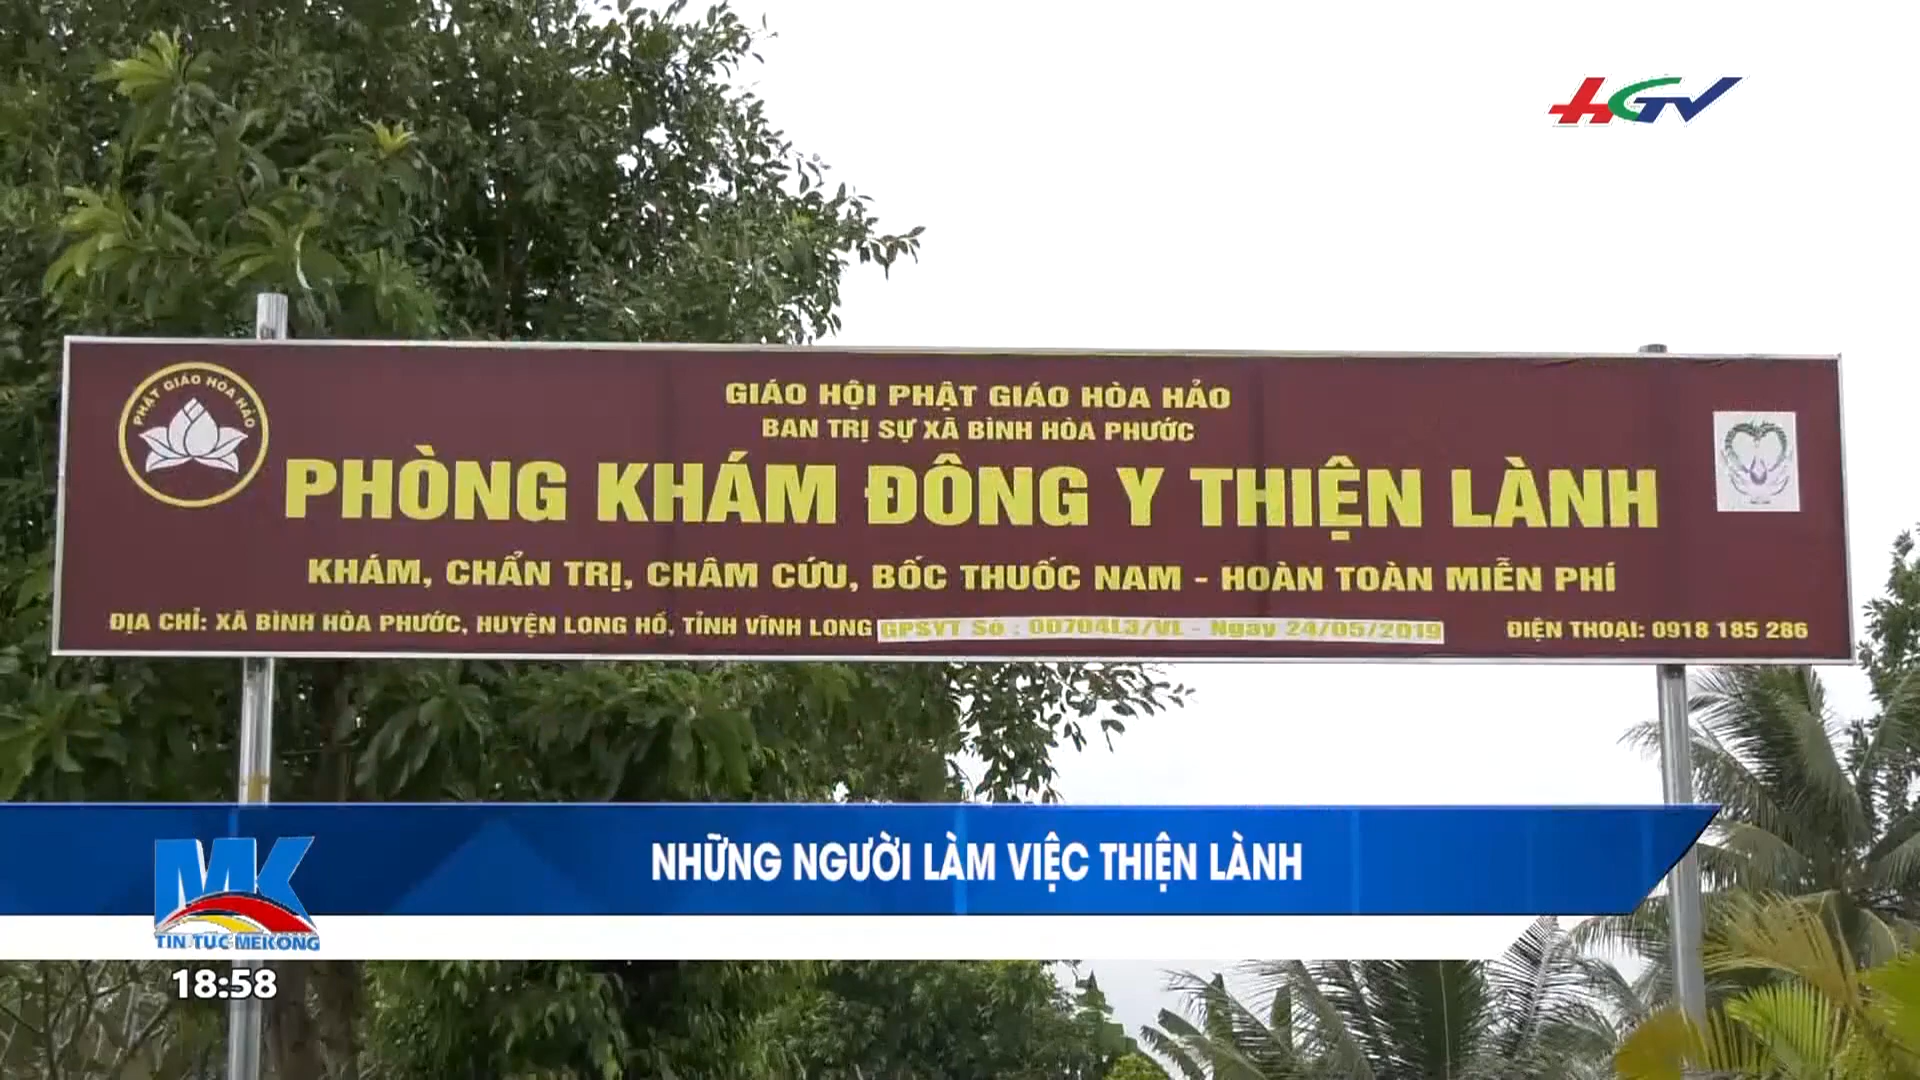 HGTV
PHẬT GIÁO HÒA HẢO
GIÁO HỘI PHẬT GIÁO HÒA HẢO
BAN TRỊ SỰ XÃ BÌNH HÒA PHƯỚC
PHÒNG KHÁM ĐÔNG Y THIỆN LÀNH
KHÁM, CHẨN TRỊ, CHÂM CỨU, BỐC THUỐC NAM - HOÀN TOÀN MIỄN PHÍ
ĐỊA CHỈ: XÃ BÌNH HÒA PHƯỚC, HUYỆN LONG HỒ, TỈNH VĨNH LONG GPSYT Số : 00704L3/VL - Ngày 24/05/2019 ĐIỆN THOẠI: 0918 185 286
NHỮNG NGƯỜI LÀM VIỆC THIỆN LÀNH
MK
TIN TỨC MEKONG
18:58